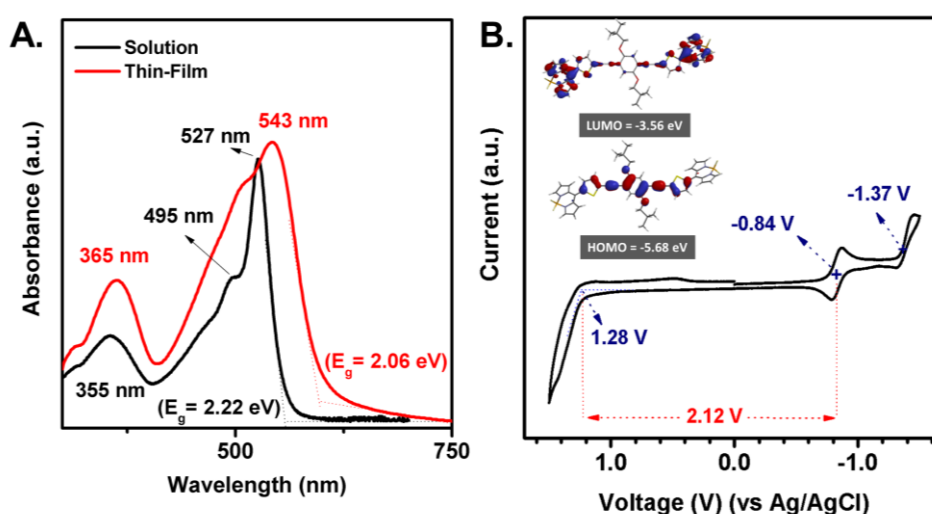 A.
Solution
Thin-Film
543 nm
527 nm
495 nm
365 nm
355 nm
(Eg= 2.06 eV)
(Eg= 2.22 eV)
500
750
Wavelength (nm)
Absorbance (a.u.)
B.
LUMO = -3.56 eV
HOMO = -5.68 eV
-1.37 V
-0.84 V
1.28 V
2.12 V
1.0
0.0
-1.0
Voltage (V) (vs Ag/AgCl)
Current (a.u.)